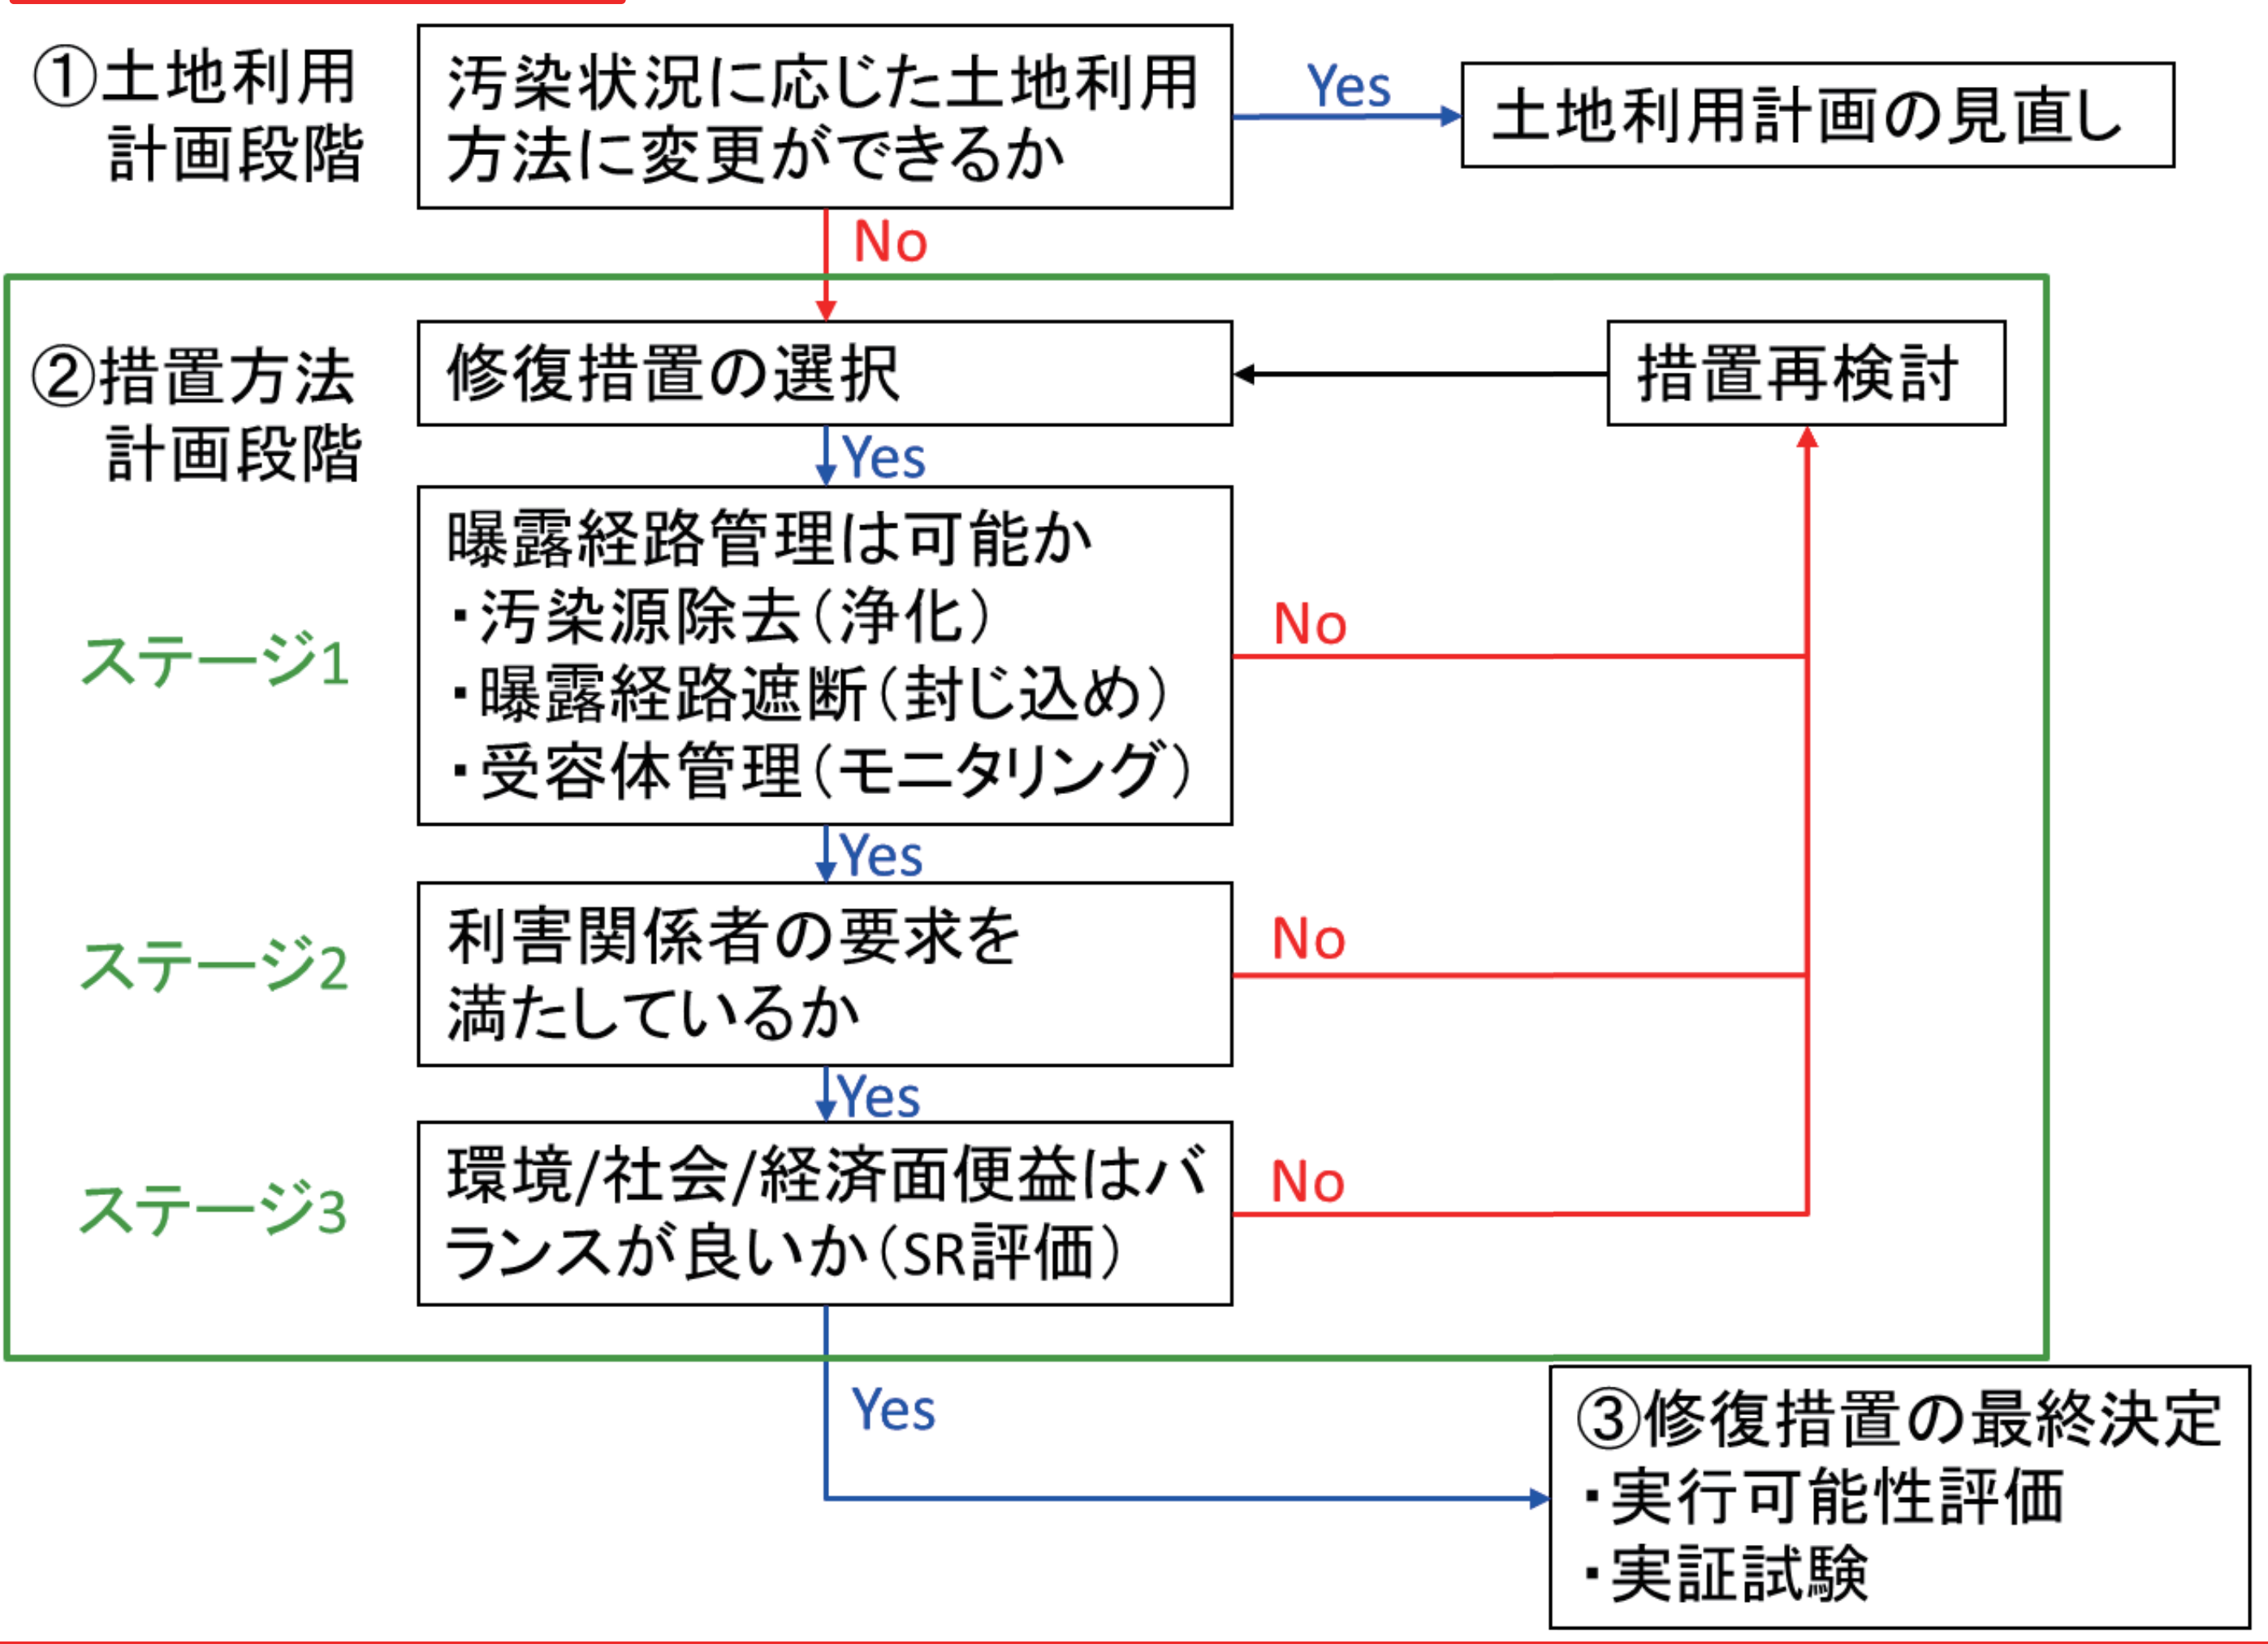 ①土地利用
計画段階
汚染状況に応じた土地利用
方法に変更ができるか
Yes
土地利用計画の見直し
No
②措置方法
計画段階
修復措置の選択
措置再検討
Yes
ステージ1
曝露経路管理は可能か
・汚染源除去(浄化)
・曝露経路遮断(封じ込め)
・受容体管理(モニタリング)
No
Yes
ステージ2
利害関係者の要求を
満たしているか
No
Yes
ステージ3
環境/社会/経済面便益はバ
ランスが良いか(SR評価)
No
Yes
③修復措置の最終決定
・実行可能性評価
・実証試験